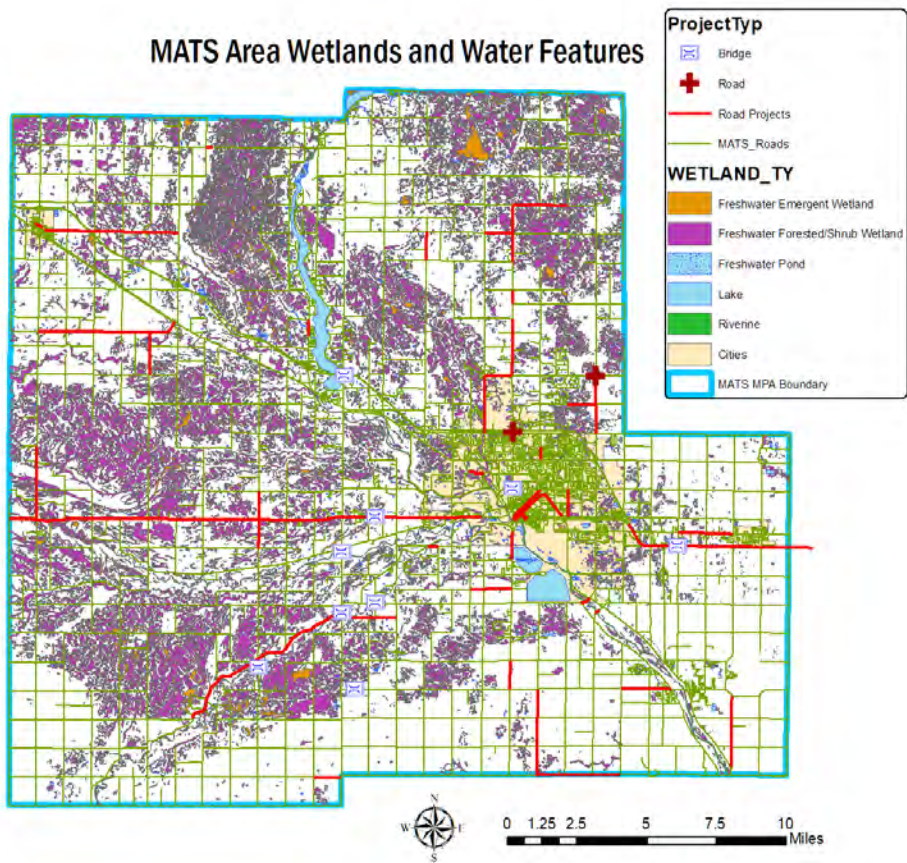 MATS Area Wetlands and Water Features
ProjectTyp
Bridge
Road
Road Projects
MATS_Roads
WETLAND_TY
Freshwater Emergent Wetland
Freshwater Forested/Shrub Wetland
Freshwater Pond
Lake
Riverine
Cities
MATS MPA Boundary
N
W E
S
0 1.25 2.5 5 7.5 10
Miles